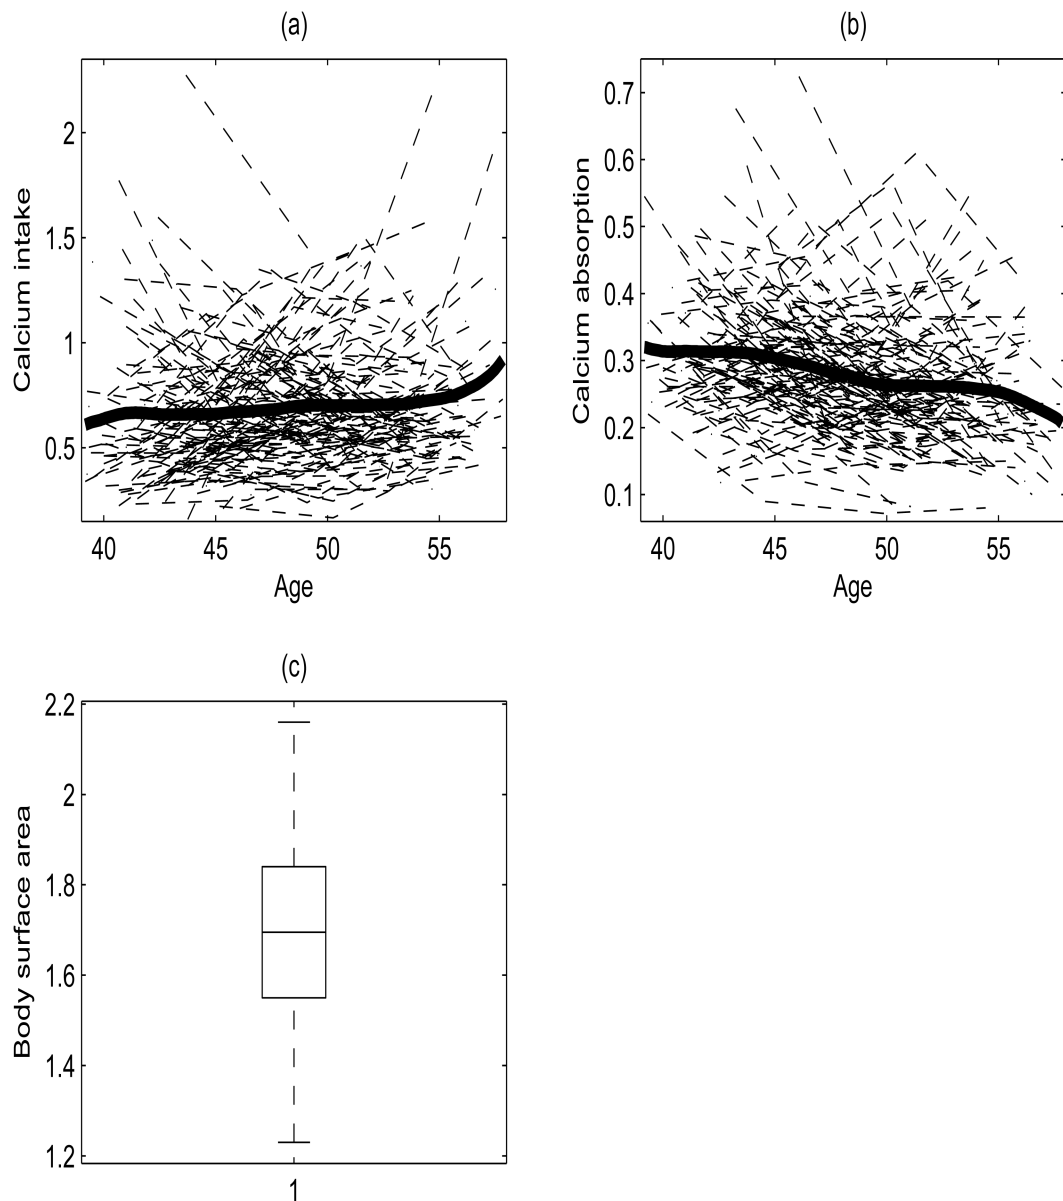 (a)
2
1.5
1
0.5
Calcium intake
40 45 50 55
Age
(b)
0.7
0.6
0.5
0.4
0.3
0.2
0.1
Calcium absorption
40 45 50 55
Age
(c)
2.2
2
1.8
1.6
1.4
1.2
Body surface area
1